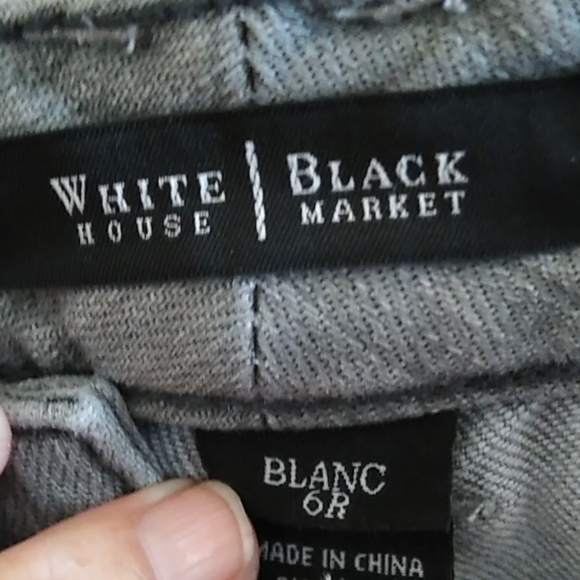 WHITE | BLACK
HOUSE MARKET
BLANC
6R
MADE IN CHINA